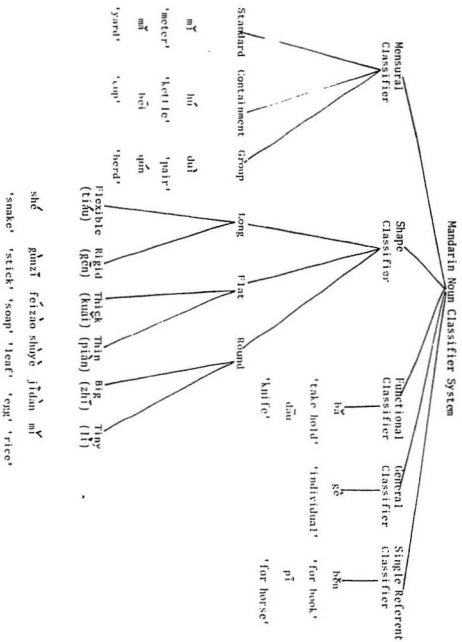 Mandarin Noun Classifier System
Mensural Shape Functional General Single Referent
Classifier Classifier Classifier Classifier Classifier
bǎ gè běn
'take hold' 'individual' 'for book'
dāo pǐ
'knife' 'for horse'
Standard Containment Group Long Flat Round
mǐ hú duì
'meter' 'kettle' 'pair'
mǎ bēi qún
'yard' 'cup' 'herd'
Flexible Rigid Thick Thin Big Tiny
(tiáo) (gēn) (kuài) (piàn) (zhī) (lì)
shé gùnzi féizào shùyè jīdàn mǐ
'snake' 'stick' 'soap' 'leaf' 'egg' 'rice'